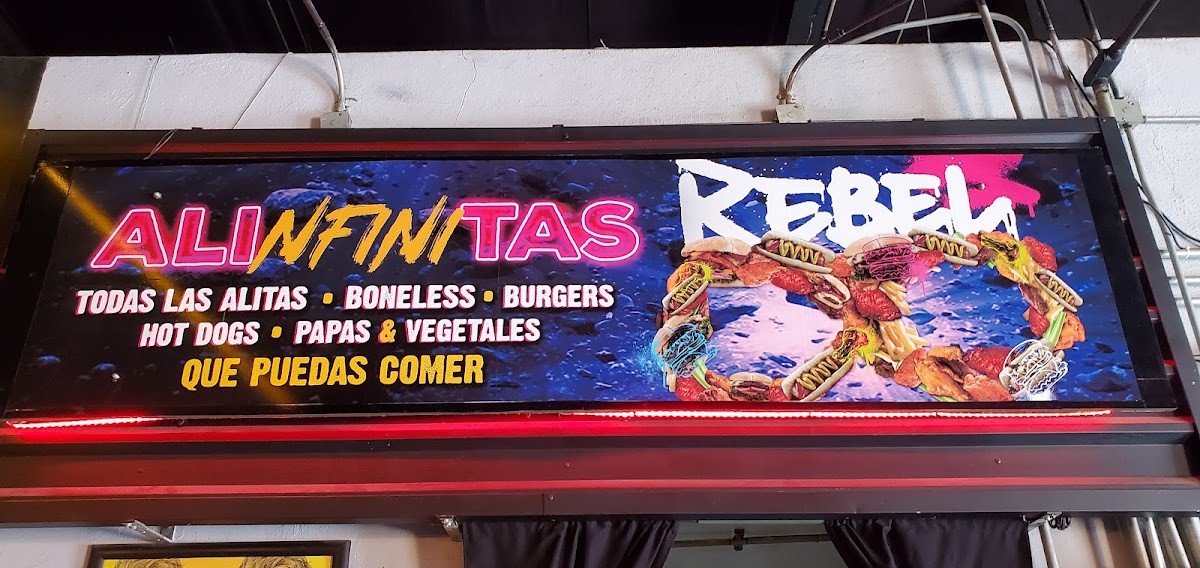 ALINFINITAS
REBEL
TODAS LAS ALITAS • BONELESS • BURGERS
HOT DOGS • PAPAS & VEGETALES
QUE PUEDAS COMER